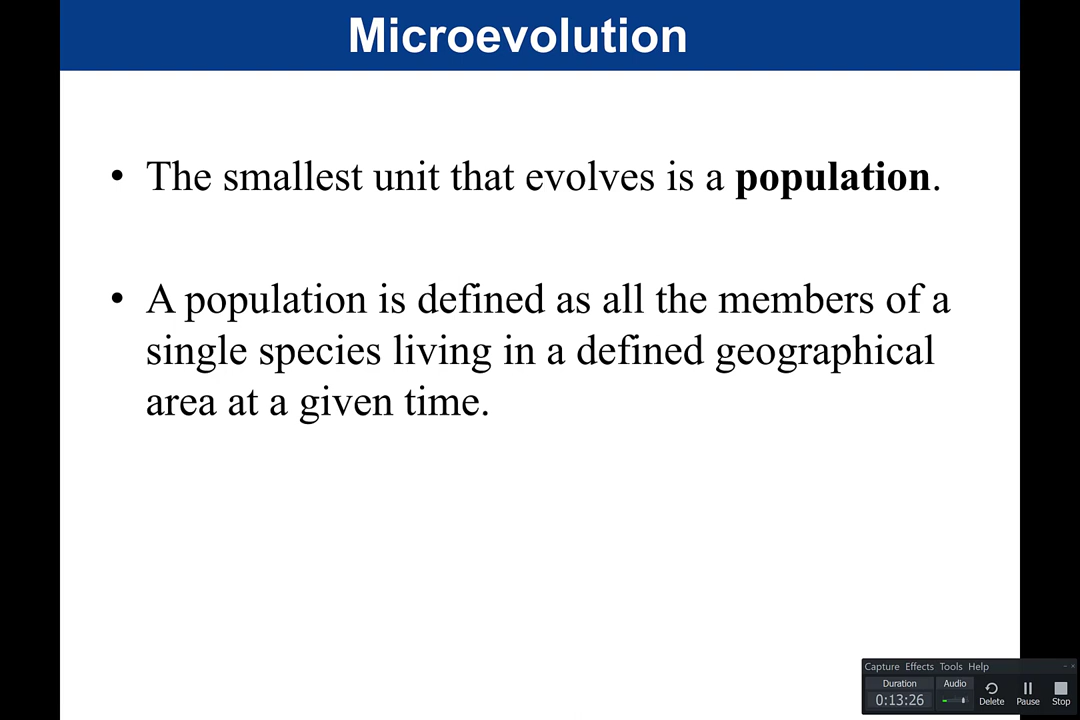 Microevolution
• The smallest unit that evolves is a population.
• A population is defined as all the members of a
single species living in a defined geographical
area at a given time.
Capture Effects Tools Help
Duration Audio
0:13:26 Delete Pause Stop